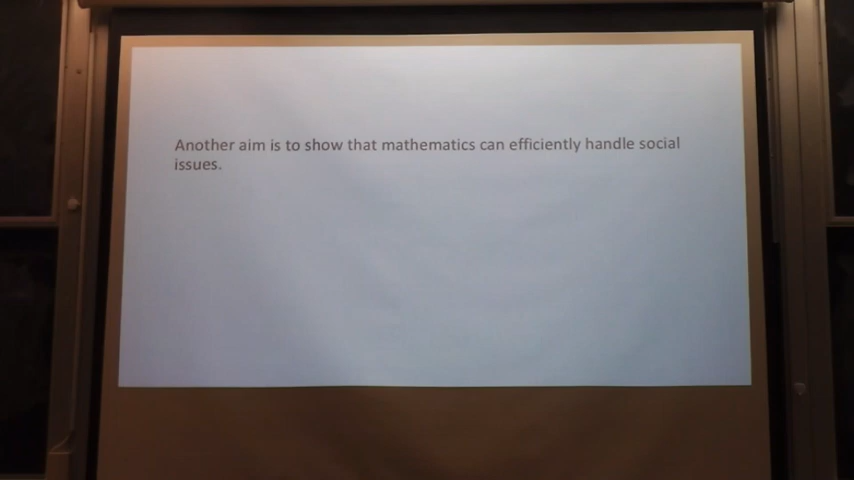 Another aim is to show that mathematics can efficiently handle social
issues.